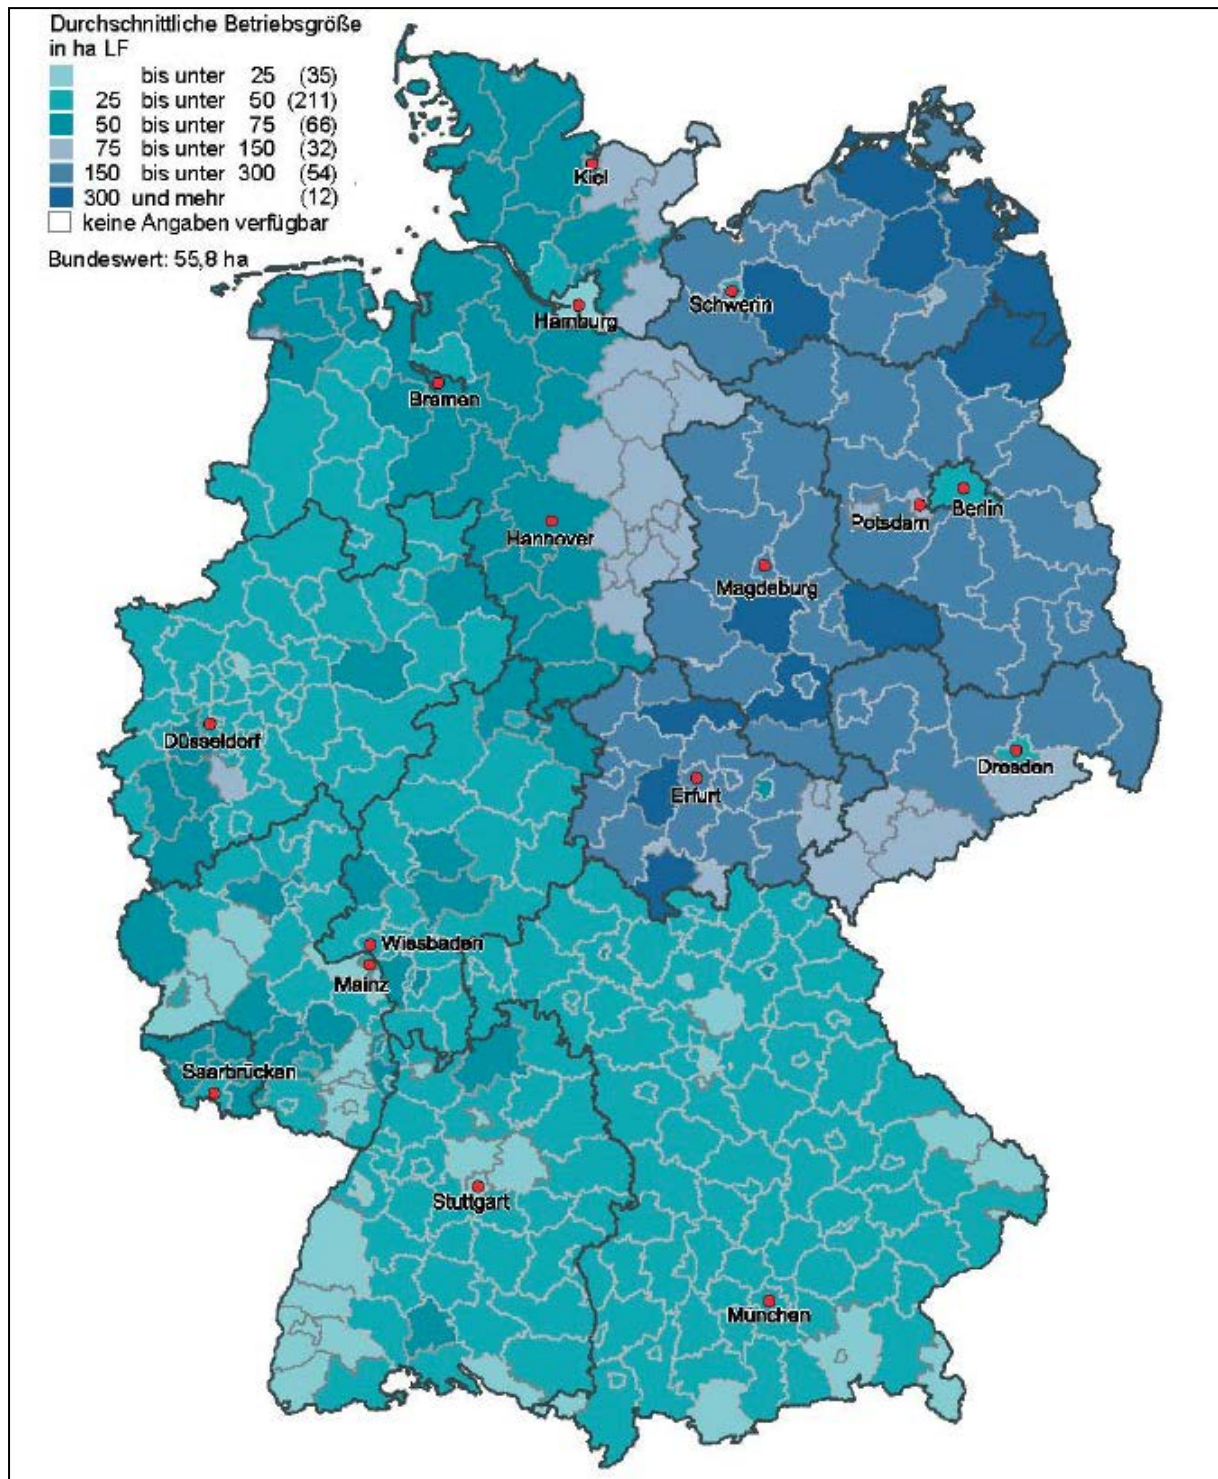 Durchschnittliche Betriebsgröße
in ha LF
bis unter 25 (35)
25 bis unter 50 (211)
50 bis unter 75 (66)
75 bis unter 150 (32)
150 bis unter 300 (54)
300 und mehr (12)
keine Angaben verfügbar
Bundeswert: 55,8 ha
Kiel
Schwerin
Hamburg
Bremen
Potsdam
Berlin
Hannover
Magdeburg
Düsseldorf
Dresden
Erfurt
Wiesbaden
Mainz
Saarbrücken
Stuttgart
München